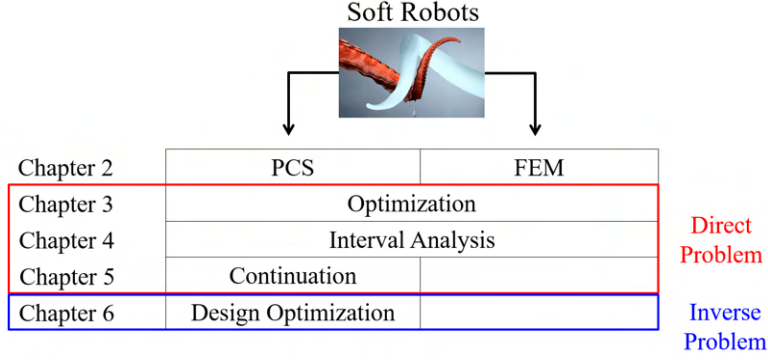 Soft Robots
Chapter 2 PCS FEM
Chapter 3 Optimization
Chapter 4 Interval Analysis
Chapter 5 Continuation
Direct
Problem
Chapter 6 Design Optimization
Inverse
Problem